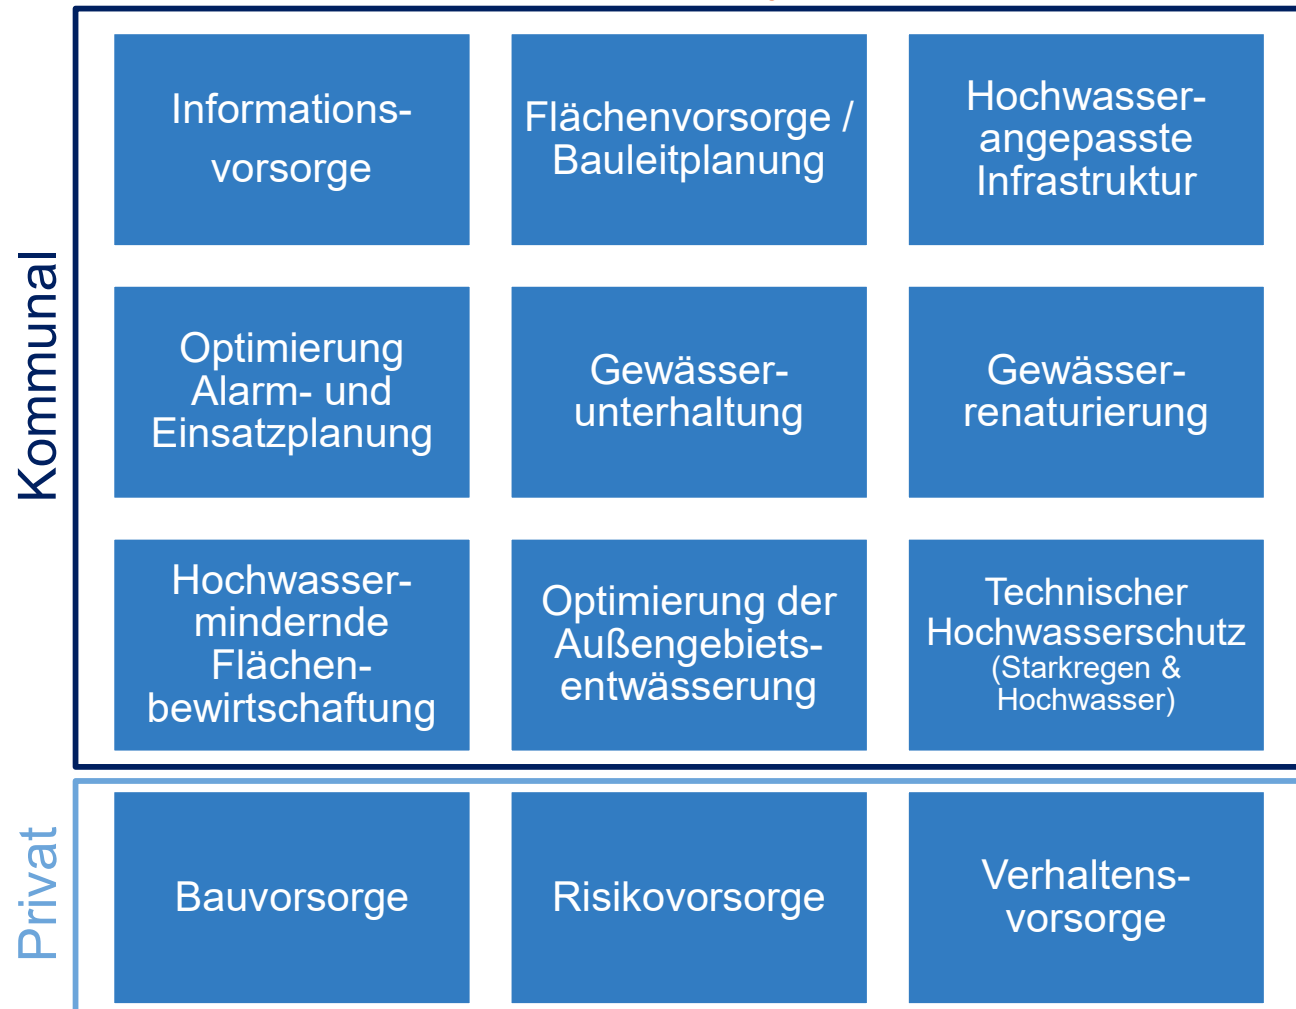 Kommunal
Informations-
vorsorge
Flächenvorsorge /
Bauleitplanung
Hochwasser-
angepasste
Infrastruktur
Optimierung
Alarm- und
Einsatzplanung
Gewässer-
unterhaltung
Gewässer-
renaturierung
Hochwasser-
mindernde
Flächen-
bewirtschaftung
Optimierung der
Außengebiets-
entwässerung
Technischer
Hochwasserschutz
(Starkregen &
Hochwasser)
Privat
Bauvorsorge
Risikovorsorge
Verhaltens-
vorsorge